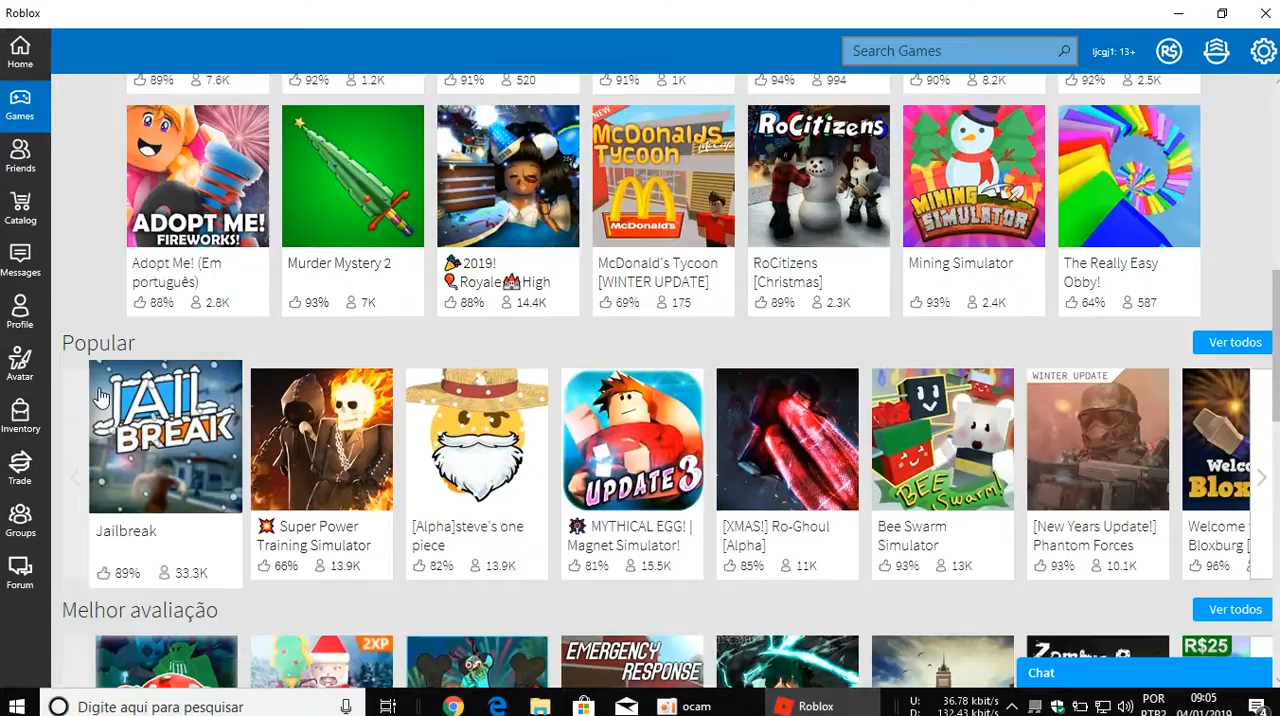 Roblox
Home
Games
Friends
Catalog
Messages
Profile
Avatar
Inventory
Trade
Groups
Forum
Search Games
ljcgj1: 13+
R$
89% 7.6K
92% 1.2K
91% 520
91% 1K
94% 994
90% 8.2K
92% 2.5K
ADOPT ME!
FIREWORKS!
Adopt Me! (Em
português)
88% 2.8K
Murder Mystery 2
93% 7K
2019!
Royale High
88% 14.4K
NEW
McDonalds
Tycoon
McDonald's
McDonald's Tycoon
[WINTER UPDATE]
69% 175
RoCitizens
RoCitizens
[Christmas]
89% 2.3K
MINING
SIMULATOR
Mining Simulator
93% 2.4K
The Really Easy
Obby!
64% 587
Popular
Ver todos
JAIL
BREAK
Jailbreak
89% 33.3K
Super Power
Training Simulator
66% 13.9K
[Alpha]steve's one
piece
82% 13.9K
UPDATE 3
MYTHICAL EGG! |
Magnet Simulator!
81% 15.5K
[XMAS!] Ro-Ghoul
[Alpha]
85% 11K
BEE SWARM!
Bee Swarm
Simulator
93% 13K
WINTER UPDATE
[New Years Update!]
Phantom Forces
93% 10.1K
Welco
Blox
Welcome
Bloxburg [
96%
Melhor avaliação
Ver todos
2XP
EMERGENCY
RESPONSE
R$25
Chat
Digite aqui para pesquisar
ocam
Roblox
U: 36.78 kbit/s
D: 132.43 kbit/s
POR
PTB2
09:05
04/01/2019
4